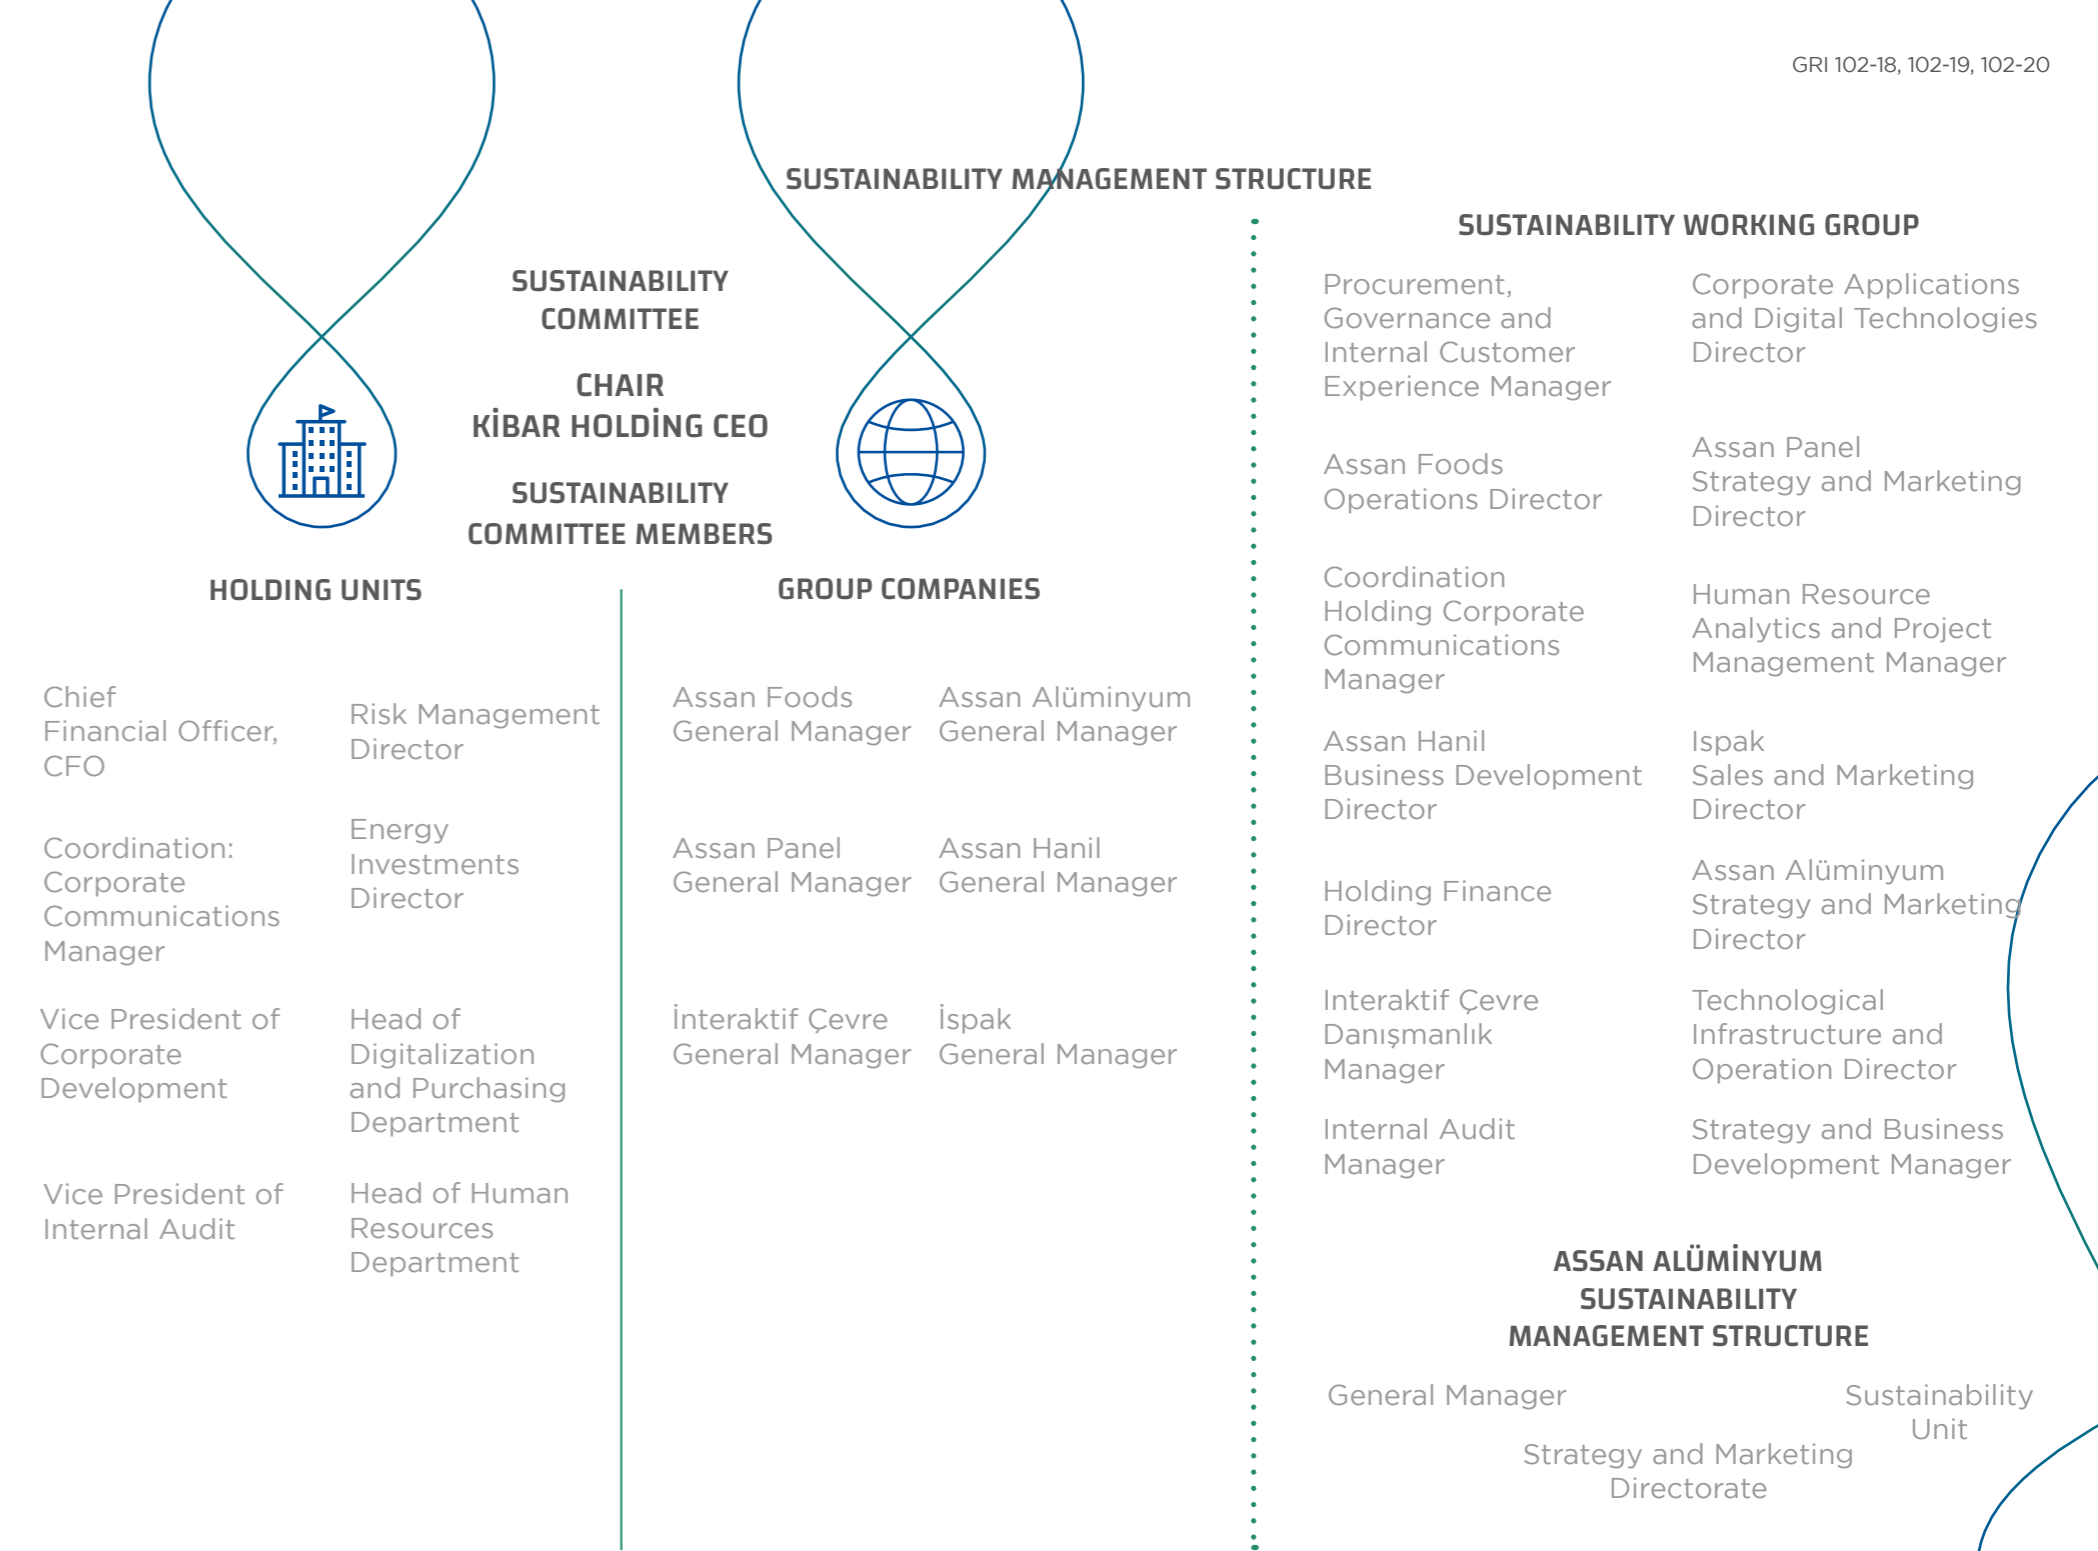 GRI 102-18, 102-19, 102-20
SUSTAINABILITY MANAGEMENT STRUCTURE
SUSTAINABILITY
COMMITTEE
CHAIR
KİBAR HOLDİNG CEO
SUSTAINABILITY
COMMITTEE MEMBERS
HOLDING UNITS
Chief
Financial Officer,
CFO
Risk Management
Director
Coordination:
Corporate
Communications
Manager
Energy
Investments
Director
Vice President of
Corporate
Development
Head of
Digitalization
and Purchasing
Department
Vice President of
Internal Audit
Head of Human
Resources
Department
GROUP COMPANIES
Assan Foods
General Manager
Assan Alüminyum
General Manager
Assan Panel
General Manager
Assan Hanil
General Manager
İnteraktif Çevre
General Manager
İspak
General Manager
SUSTAINABILITY WORKING GROUP
Procurement,
Governance and
Internal Customer
Experience Manager
Corporate Applications
and Digital Technologies
Director
Assan Foods
Operations Director
Assan Panel
Strategy and Marketing
Director
Coordination
Holding Corporate
Communications
Manager
Human Resource
Analytics and Project
Management Manager
Assan Hanil
Business Development
Director
Ispak
Sales and Marketing
Director
Holding Finance
Director
Assan Alüminyum
Strategy and Marketing
Director
Interaktif Çevre
Danışmanlık
Manager
Technological
Infrastructure and
Operation Director
Internal Audit
Manager
Strategy and Business
Development Manager
ASSAN ALÜMİNYUM
SUSTAINABILITY
MANAGEMENT STRUCTURE
General Manager
Sustainability
Unit
Strategy and Marketing
Directorate